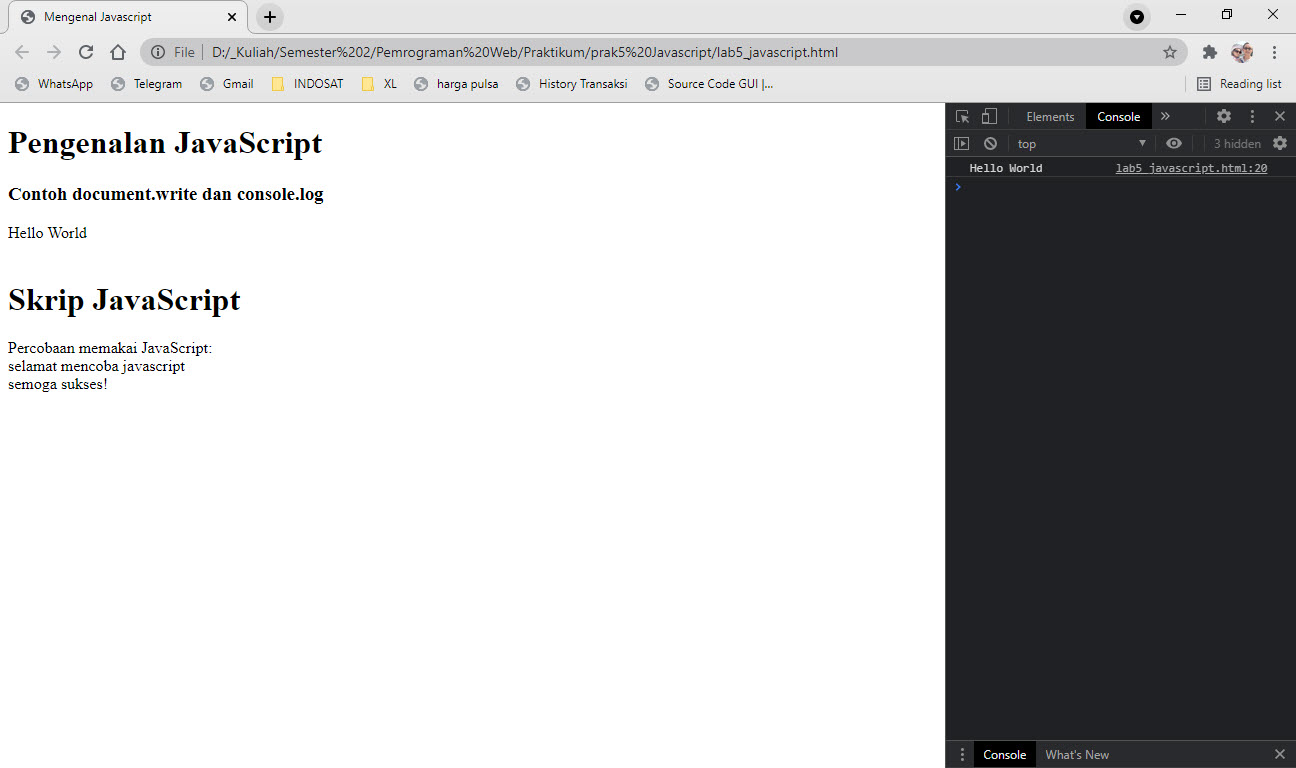 Mengenal Javascript
File | D:/_Kuliah/Semester%202/Pemrograman%20Web/Praktikum/prak5%20Javascript/lab5_javascript.html
WhatsApp Telegram Gmail INDOSAT XL harga pulsa History Transaksi Source Code GUI |... Reading list
Pengenalan JavaScript
Contoh document.write dan console.log
Hello World
Skrip JavaScript
Percobaan memakai JavaScript:
selamat mencoba javascript
semoga sukses!
Elements Console »
top 3 hidden
Hello World lab5_javascript.html:20
Console What's New